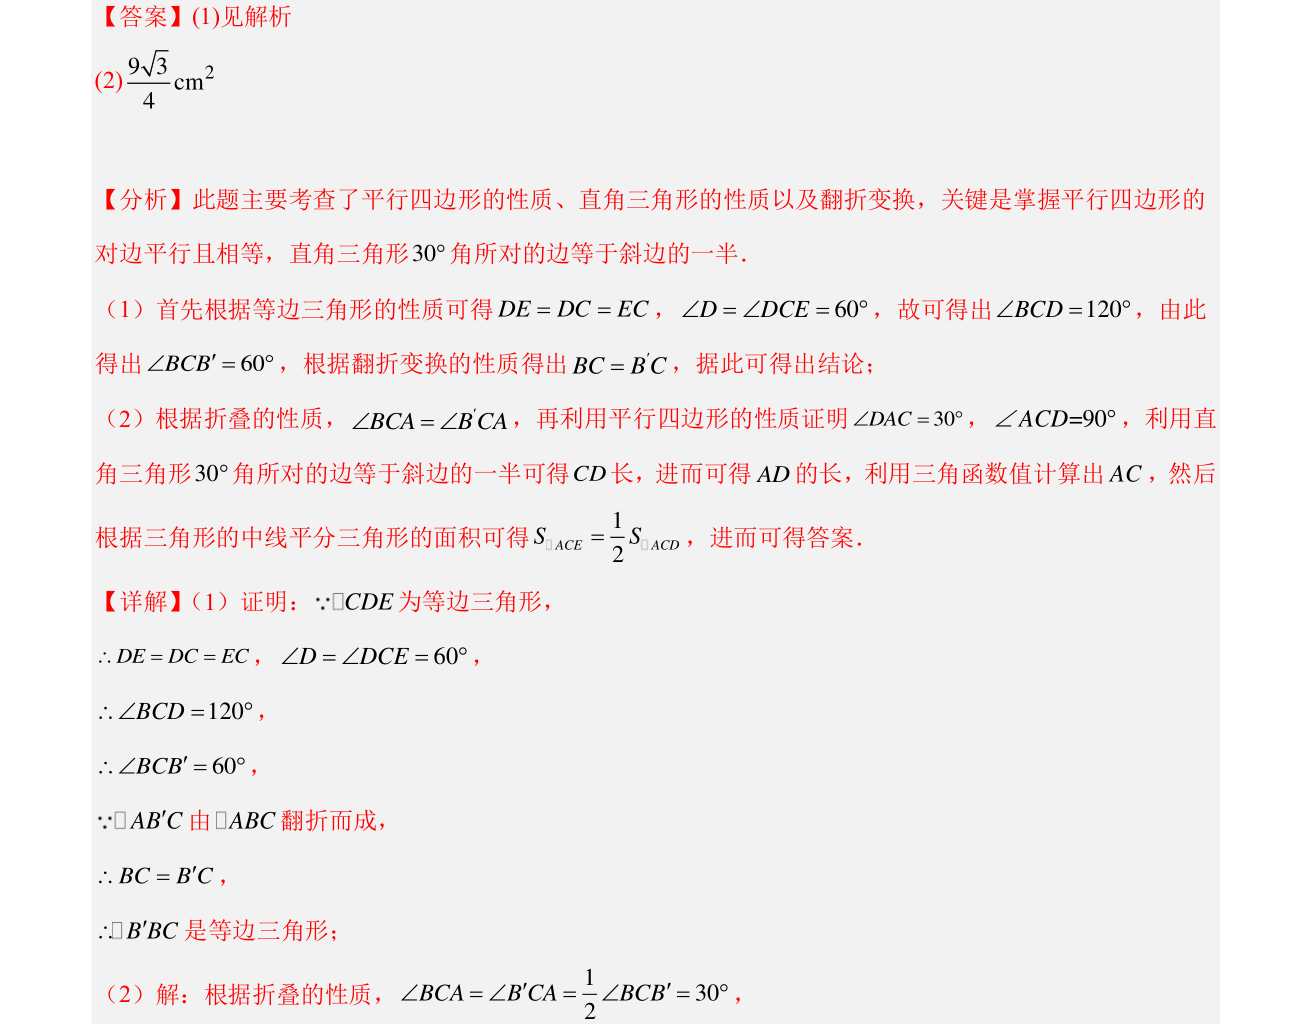 【答案】(1)见解析
(2) 9√3/4 cm²
【分析】此题主要考查了平行四边形的性质、直角三角形的性质以及翻折变换，关键是掌握平行四边形的
对边平行且相等，直角三角形30°角所对的边等于斜边的一半．
（1）首先根据等边三角形的性质可得DE = DC = EC，∠D = ∠DCE = 60°，故可得出∠BCD =120°，由此
得出∠BCB′ = 60°，根据翻折变换的性质得出BC = B′C，据此可得出结论；
（2）根据折叠的性质，∠BCA = ∠B′CA，再利用平行四边形的性质证明∠DAC = 30°，∠ACD=90°，利用直
角三角形30°角所对的边等于斜边的一半可得CD长，进而可得AD的长，利用三角函数值计算出AC，然后
根据三角形的中线平分三角形的面积可得S□ACE = 1/2 S□ACD，进而可得答案．
【详解】（1）证明：∵□CDE为等边三角形，
∴DE = DC = EC，∠D = ∠DCE = 60°，
∴∠BCD =120°，
∴∠BCB′ = 60°，
∵□AB′C由□ABC翻折而成，
∴BC = B′C，
∴□B′BC是等边三角形；
（2）解：根据折叠的性质，∠BCA = ∠B′CA = 1/2 ∠BCB′ = 30°，